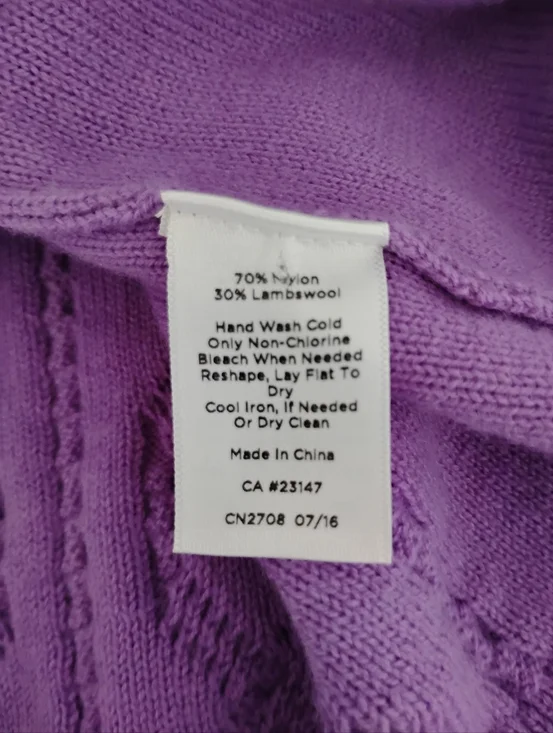 70% Nylon
30% Lambswool
Hand Wash Cold
Only Non-Chlorine
Bleach When Needed
Reshape, Lay Flat To
Dry
Cool Iron, If Needed
Or Dry Clean
Made In China
CA #23147
CN2708 07/16